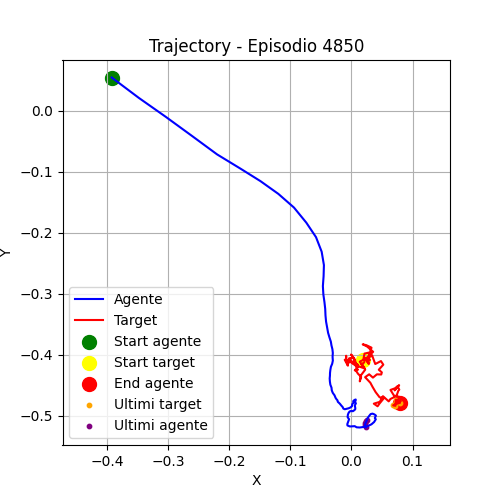 Trajectory - Episodio 4850
Y
0.0
−0.1
−0.2
−0.3
−0.4
−0.5
Agente
Target
Start agente
Start target
End agente
Ultimi target
Ultimi agente
−0.4 −0.3 −0.2 −0.1 0.0 0.1
X